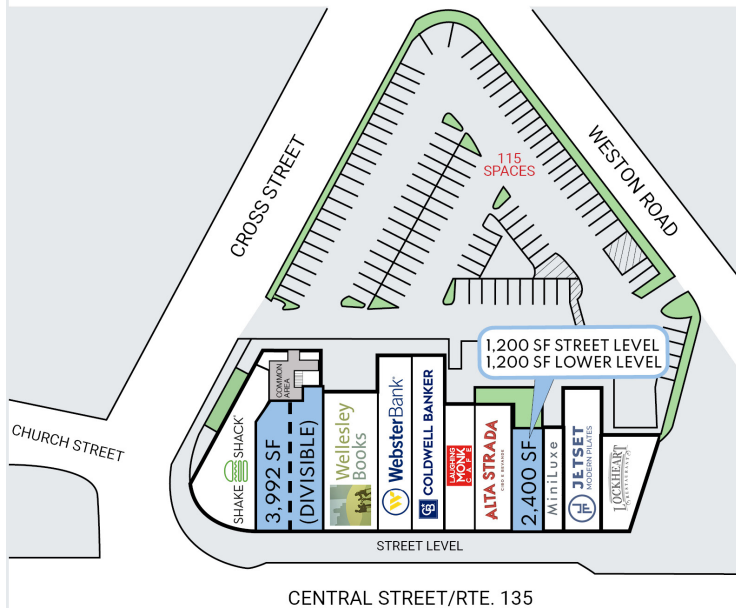 CROSS STREET
WESTON ROAD
115
SPACES
1,200 SF STREET LEVEL
1,200 SF LOWER LEVEL
CHURCH STREET
SHAKE SHACK
COMMON
AREA
3,992 SF
(DIVISIBLE)
Wellesley
Books
WebsterBank
COLDWELL BANKER
CB
LAUGHING
MONK
CAFE
ALTA STRADA
2,400 SF
MiniLuxe
JETSET
MODERN PILATES
LOCKHEART
STREET LEVEL
CENTRAL STREET/RTE. 135